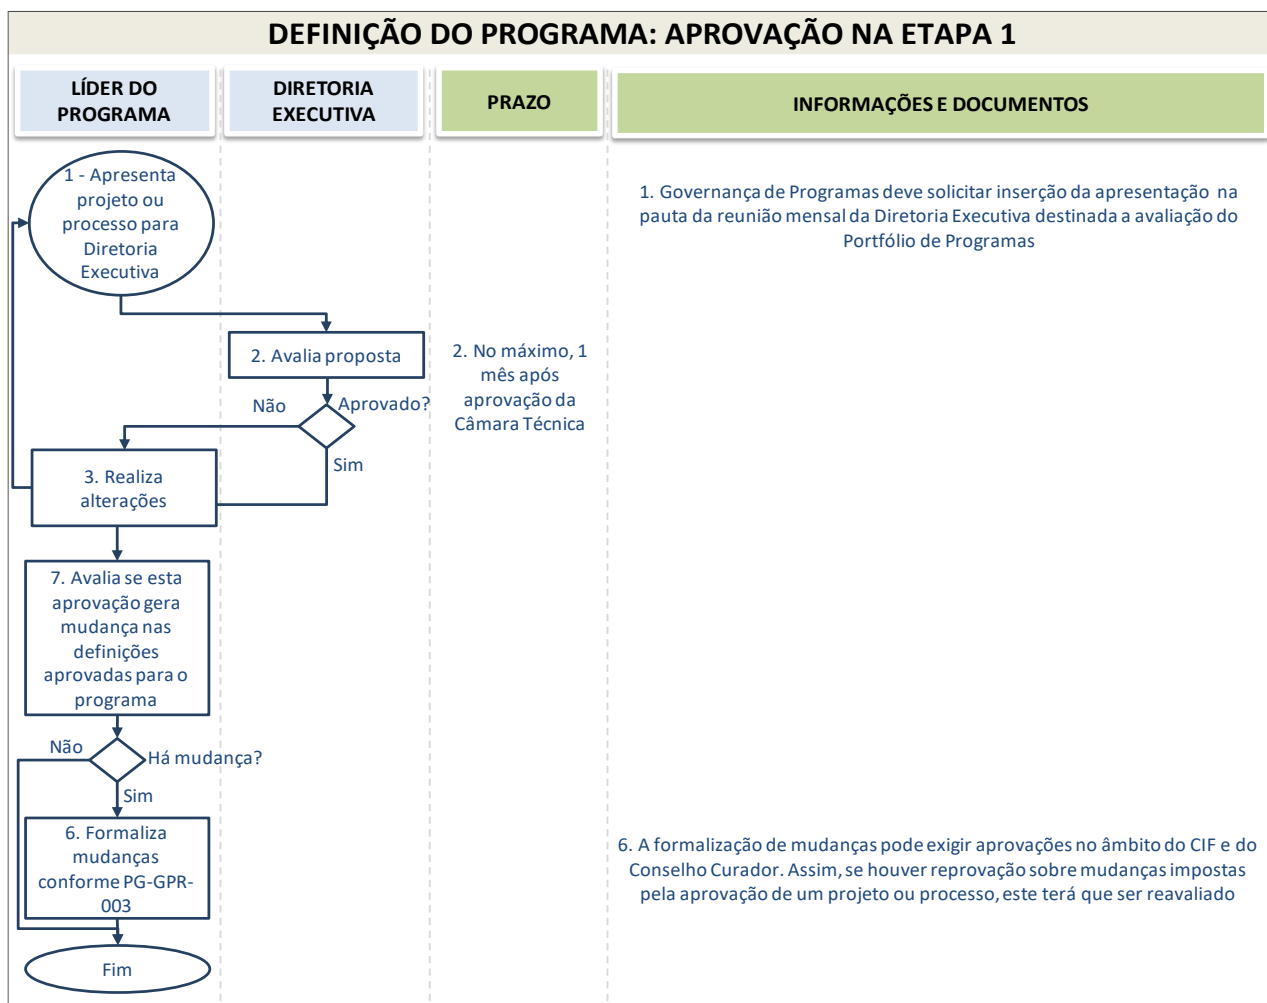 DEFINIÇÃO DO PROGRAMA: APROVAÇÃO NA ETAPA 1
LÍDER DO
PROGRAMA
DIRETORIA
EXECUTIVA
PRAZO
INFORMAÇÕES E DOCUMENTOS
1 - Apresenta
projeto ou
processo para
Diretoria
Executiva
1. Governança de Programas deve solicitar inserção da apresentação na
pauta da reunião mensal da Diretoria Executiva destinada a avaliação do
Portfólio de Programas
2. Avalia proposta
2. No máximo, 1
mês após
aprovação da
Câmara Técnica
Não
Aprovado?
Sim
3. Realiza
alterações
7. Avalia se esta
aprovação gera
mudança nas
definições
aprovadas para o
programa
Não
Há mudança?
Sim
6. Formaliza
mudanças
conforme PG-GPR-
003
6. A formalização de mudanças pode exigir aprovações no âmbito do CIF e do
Conselho Curador. Assim, se houver reprovação sobre mudanças impostas
pela aprovação de um projeto ou processo, este terá que ser reavaliado
Fim